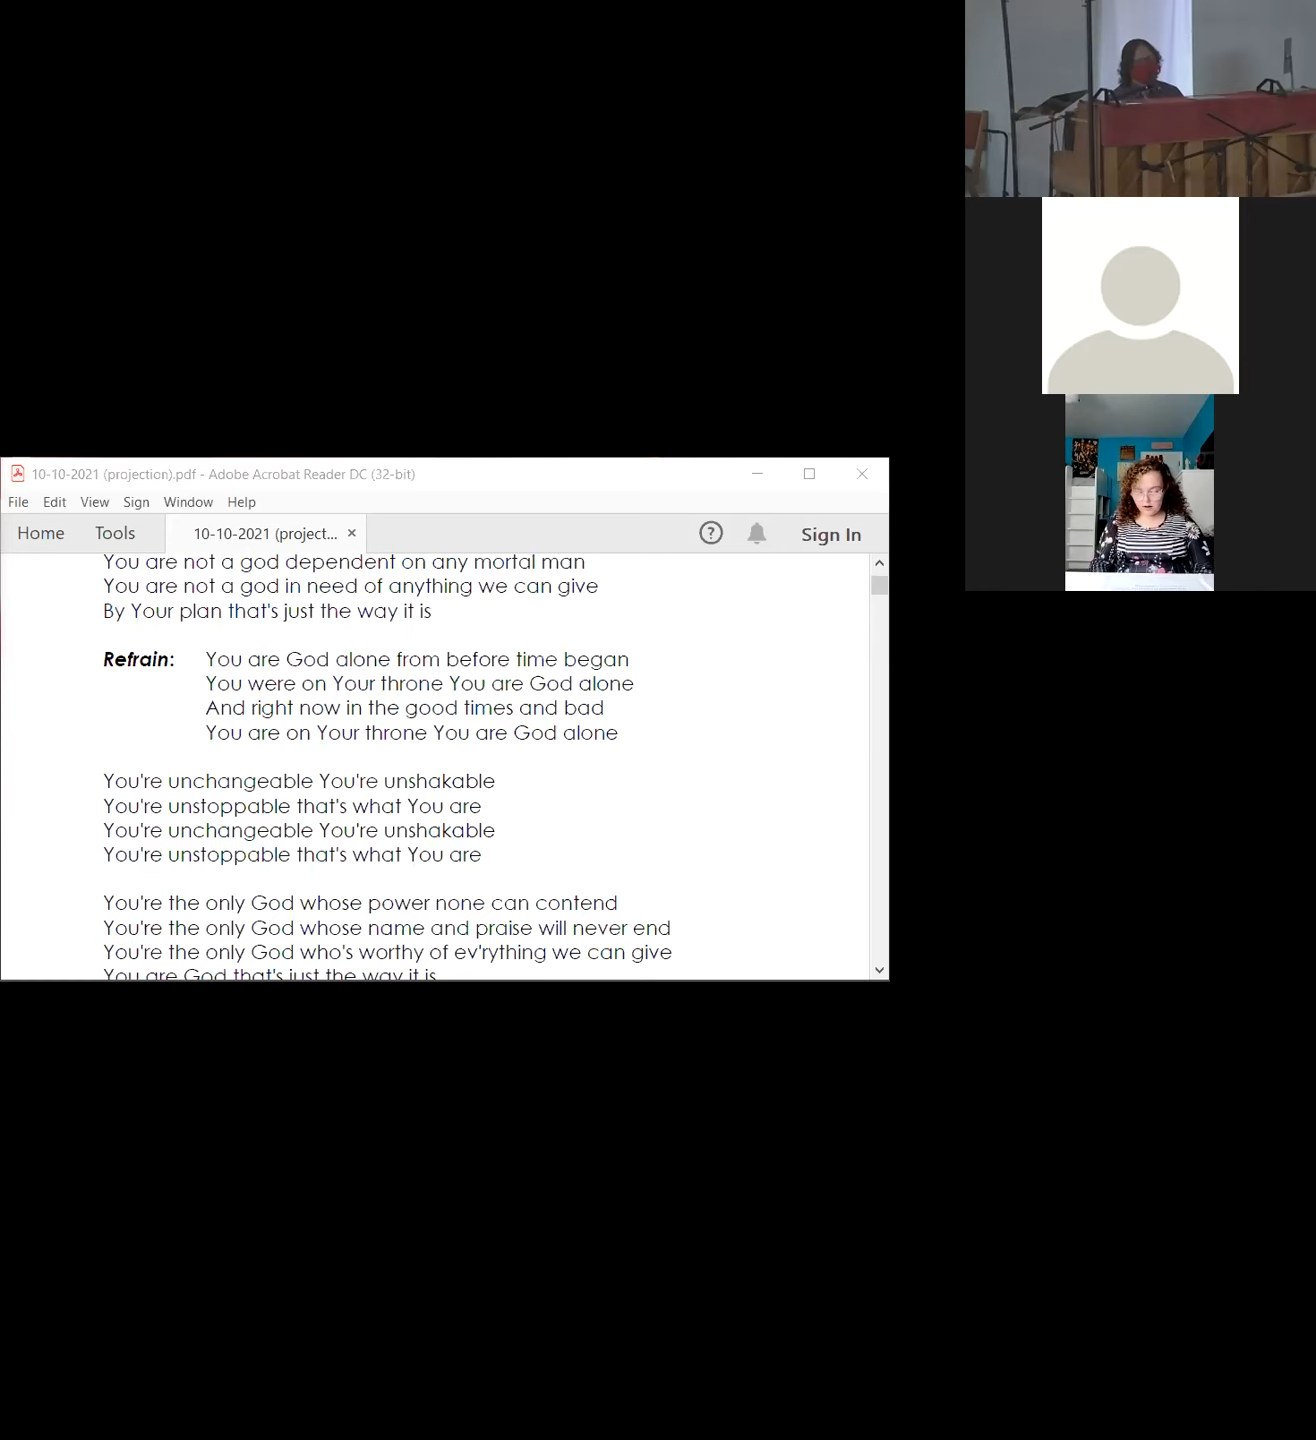 10-10-2021 (projection).pdf - Adobe Acrobat Reader DC (32-bit)
File Edit View Sign Window Help
Home Tools 10-10-2021 (project... × ? Sign In
You are not a god dependent on any mortal man
You are not a god in need of anything we can give
By Your plan that's just the way it is
Refrain: You are God alone from before time began
You were on Your throne You are God alone
And right now in the good times and bad
You are on Your throne You are God alone
You're unchangeable You're unshakable
You're unstoppable that's what You are
You're unchangeable You're unshakable
You're unstoppable that's what You are
You're the only God whose power none can contend
You're the only God whose name and praise will never end
You're the only God who's worthy of ev'rything we can give
You are God that's just the way it is